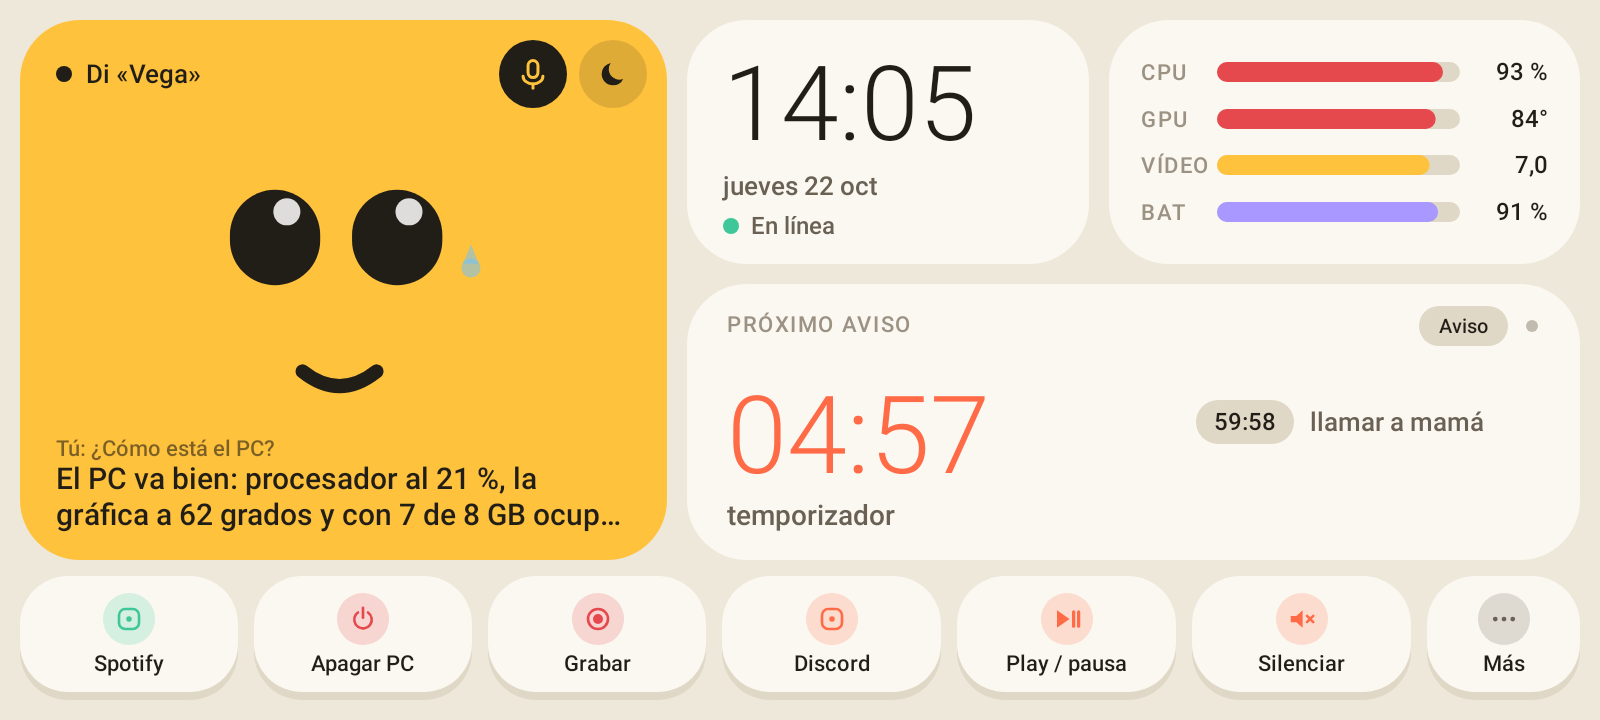 Di «Vega»
Tú: ¿Cómo está el PC?
El PC va bien: procesador al 21 %, la
gráfica a 62 grados y con 7 de 8 GB ocup...
14:05
jueves 22 oct
En línea
CPU 93 %
GPU 84°
VÍDEO 7,0
BAT 91 %
PRÓXIMO AVISO
Aviso
04:57
temporizador
59:58 llamar a mamá
Spotify
Apagar PC
Grabar
Discord
Play / pausa
Silenciar
Más